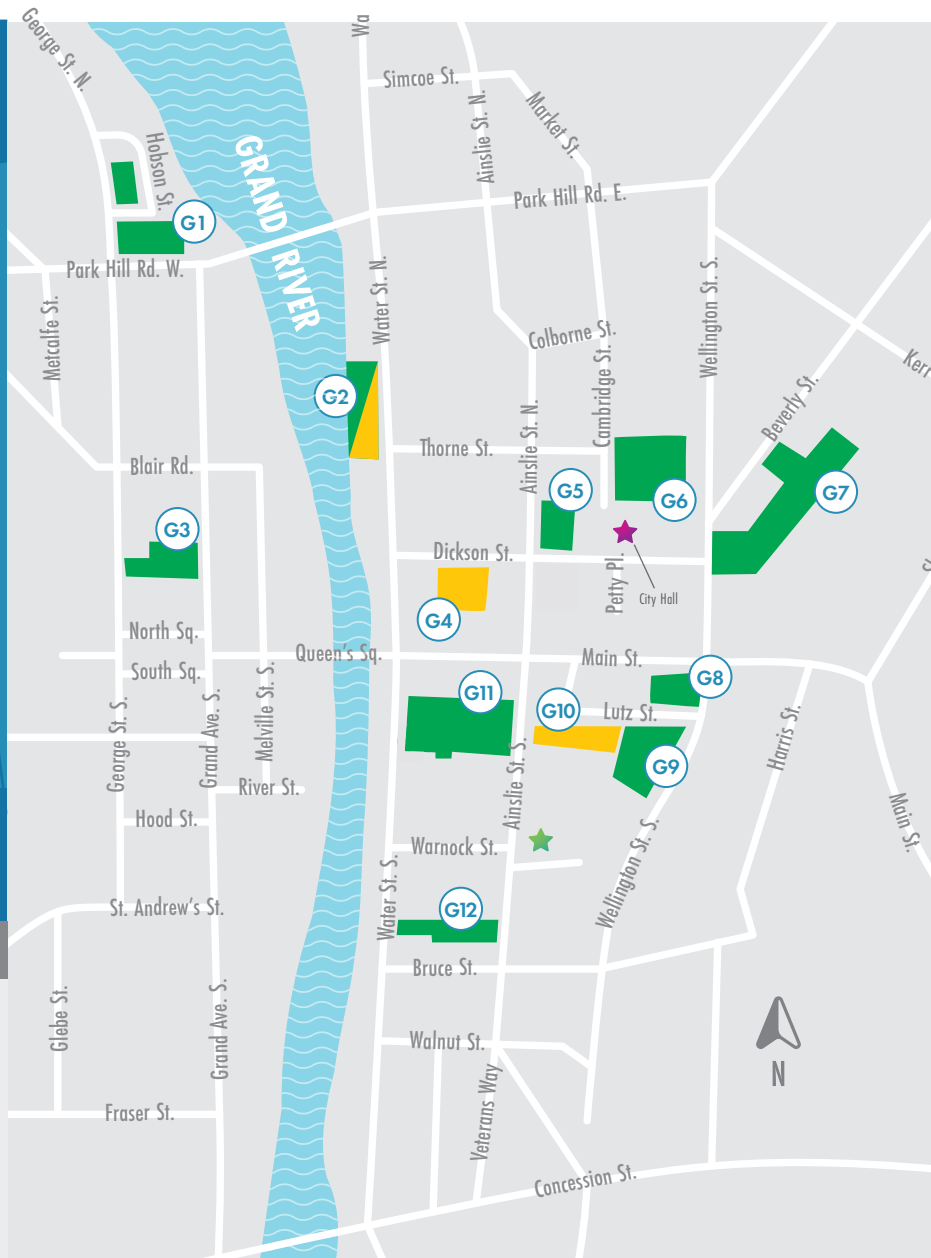 George St. N.
Wa
Simcoe St.
Ainslie St. N.
Market St.
Hobson St.
GRAND RIVER
Park Hill Rd. E.
G1
Park Hill Rd. W.
Water St. N.
Wellington St. S.
Metcalfe St.
Colborne St.
Cambridge St.
Kerr
G2
Beverly St.
Ainslie St. N.
Thorne St.
Blair Rd.
G5
G6
G7
G3
Dickson St.
Petty Pl.
City Hall
G4
North Sq.
Queen's Sq.
Main St.
South Sq.
G8
G11
G10
Lutz St.
George St. S.
Grand Ave. S.
Melville St. S.
Harris St.
G9
Ainslie St. S.
River St.
Hood St.
Main St.
Warnock St.
Water St. S.
Wellington St. S.
St. Andrew's St.
G12
Bruce St.
Glebe St.
Grand Ave. S.
Walnut St.
N
Veterans Way
Fraser St.
Concession St.